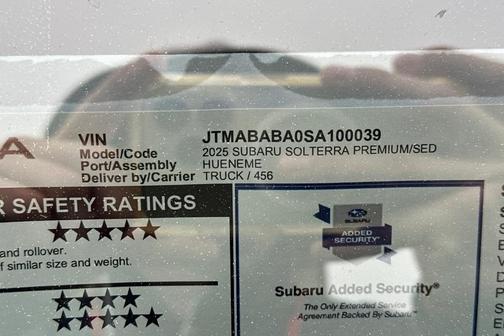 VIN JTMABABA0SA100039
Model/Code 2025 SUBARU SOLTERRA PREMIUM/SED
Port/Assembly HUENEME
Deliver by/Carrier TRUCK / 456
R SAFETY RATINGS
and rollover.
of similar size and weight.
SUBARU
ADDED
SECURITY®
Subaru Added Security®
The Only Extended Service
Agreement Backed By Subaru™